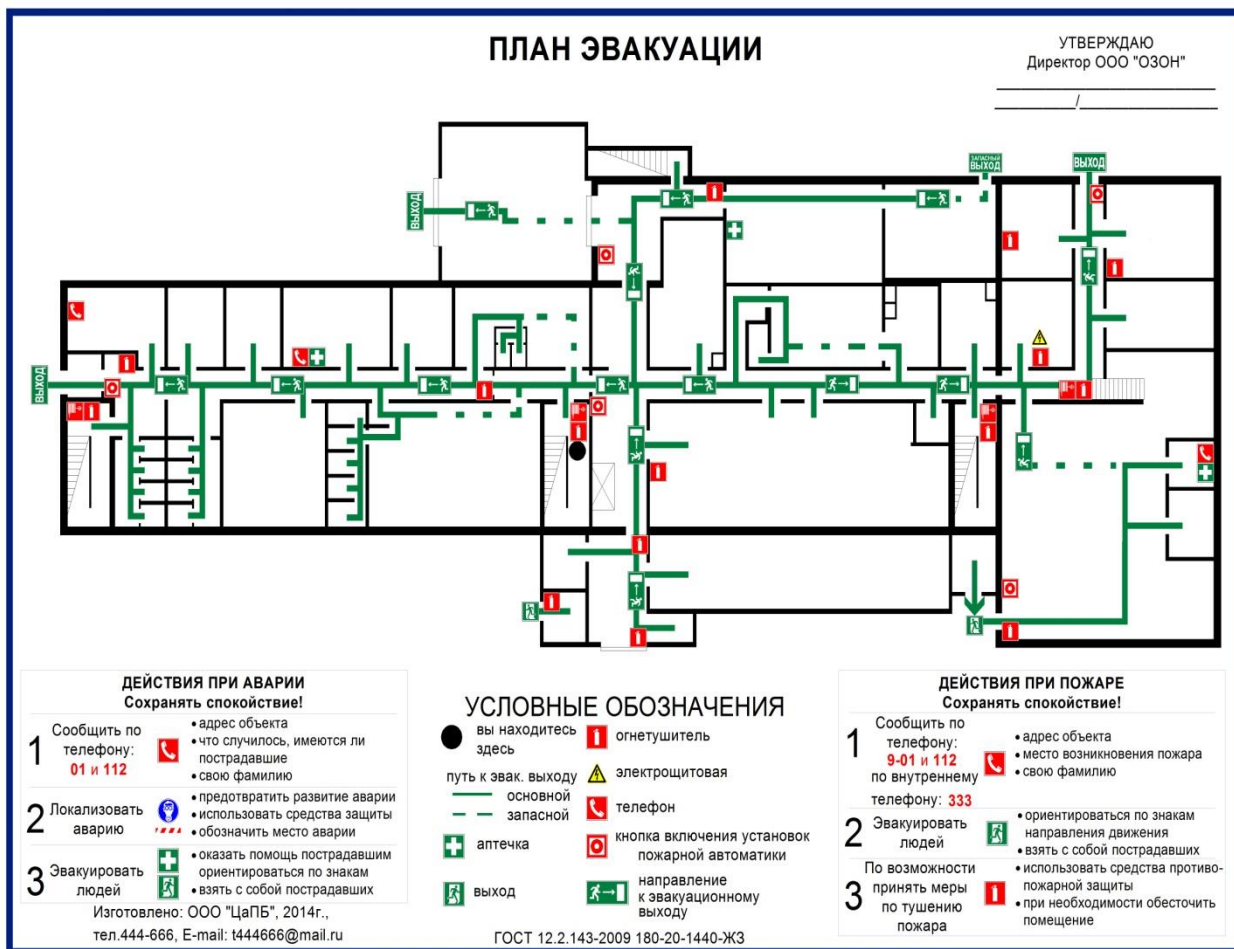 ПЛАН ЭВАКУАЦИИ
УТВЕРЖДАЮ
Директор ООО "ОЗОН"
/
ЗАПАСНЫЙ
ВЫХОД
ВЫХОД
ВЫХОД
ВЫХОД
ДЕЙСТВИЯ ПРИ АВАРИИ
Сохранять спокойствие!
1 Сообщить по
телефону:
01 и 112
• адрес объекта
• что случилось, имеются ли
пострадавшие
• свою фамилию
2 Локализовать
аварию
• предотвратить развитие аварии
• использовать средства защиты
• обозначить место аварии
3 Эвакуировать
людей
• оказать помощь пострадавшим
ориентироваться по знакам
• взять с собой пострадавших
Изготовлено: ООО "ЦаПБ", 2014г.,
тел.444-666, E-mail: t444666@mail.ru
УСЛОВНЫЕ ОБОЗНАЧЕНИЯ
вы находитесь
здесь
путь к эвак. выходу
основной
запасной
аптечка
выход
огнетушитель
электрощитовая
телефон
кнопка включения установок
пожарной автоматики
направление
к эвакуационному
выходу
ГОСТ 12.2.143-2009 180-20-1440-ЖЗ
ДЕЙСТВИЯ ПРИ ПОЖАРЕ
Сохранять спокойствие!
1 Сообщить по
телефону:
9-01 и 112
по внутреннему
телефону: 333
• адрес объекта
• место возникновения пожара
• свою фамилию
2 Эвакуировать
людей
• ориентироваться по знакам
направления движения
• взять с собой пострадавших
3 По возможности
принять меры
по тушению
пожара
• использовать средства противо-
пожарной защиты
• при необходимости обесточить
помещение